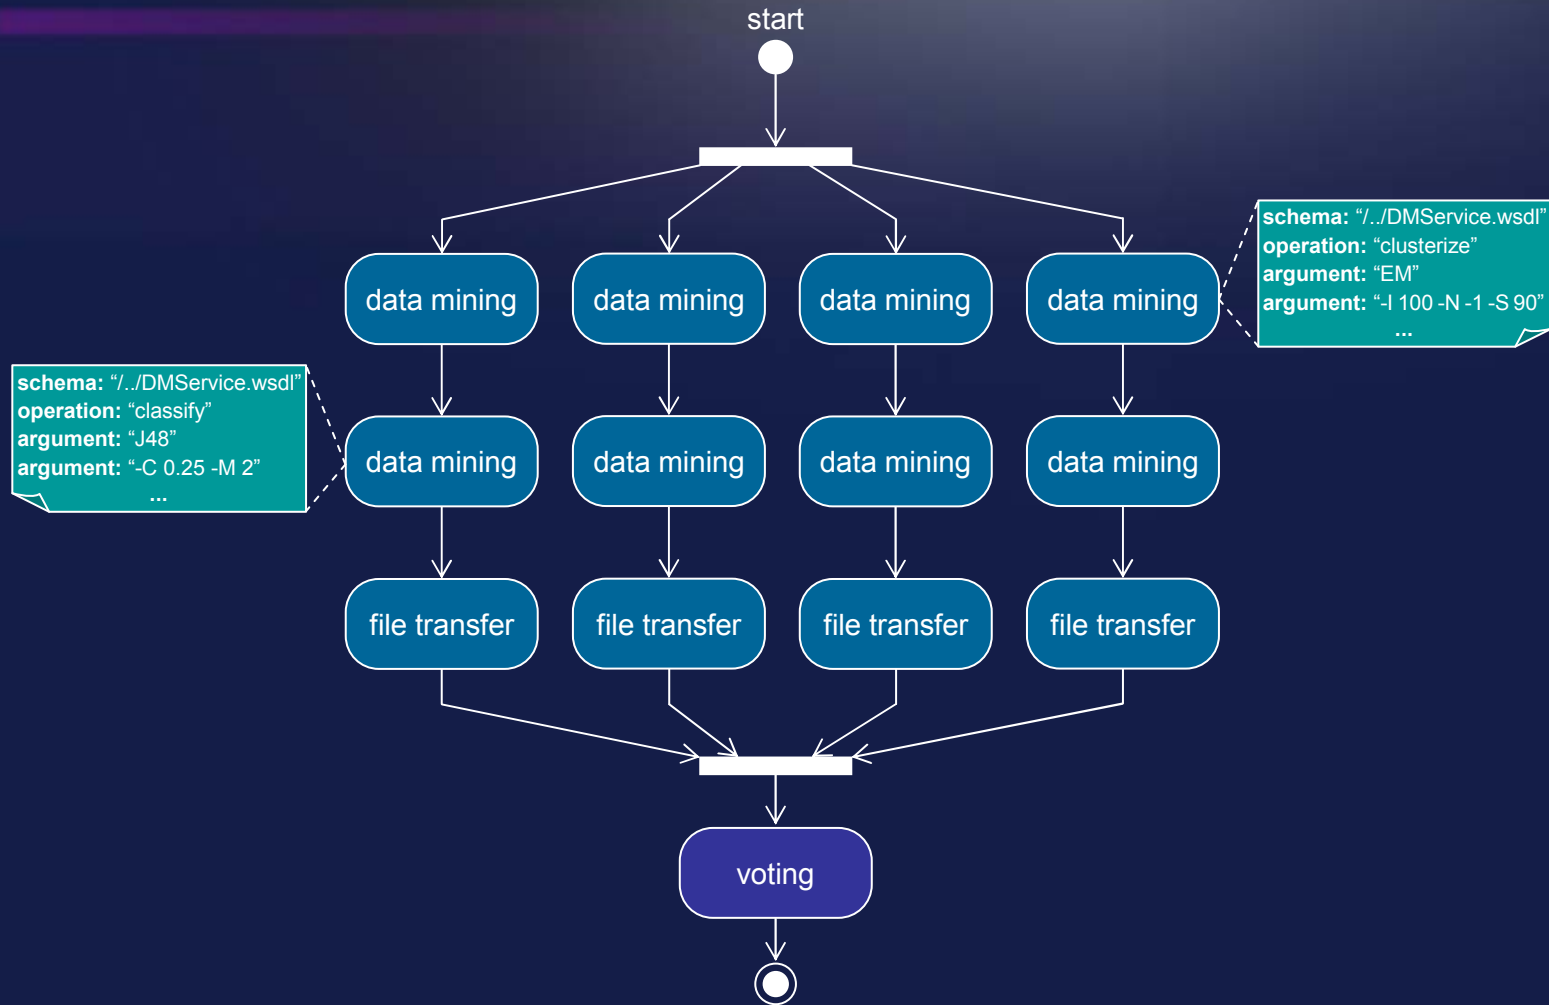 start
schema: “/../DMService.wsdl”
operation: “clusterize”
argument: “EM”
argument: “-I 100 -N -1 -S 90”
...
data mining
data mining
data mining
data mining
schema: “/../DMService.wsdl”
operation: “classify”
argument: “J48”
argument: “-C 0.25 -M 2”
...
data mining
data mining
data mining
data mining
file transfer
file transfer
file transfer
file transfer
voting